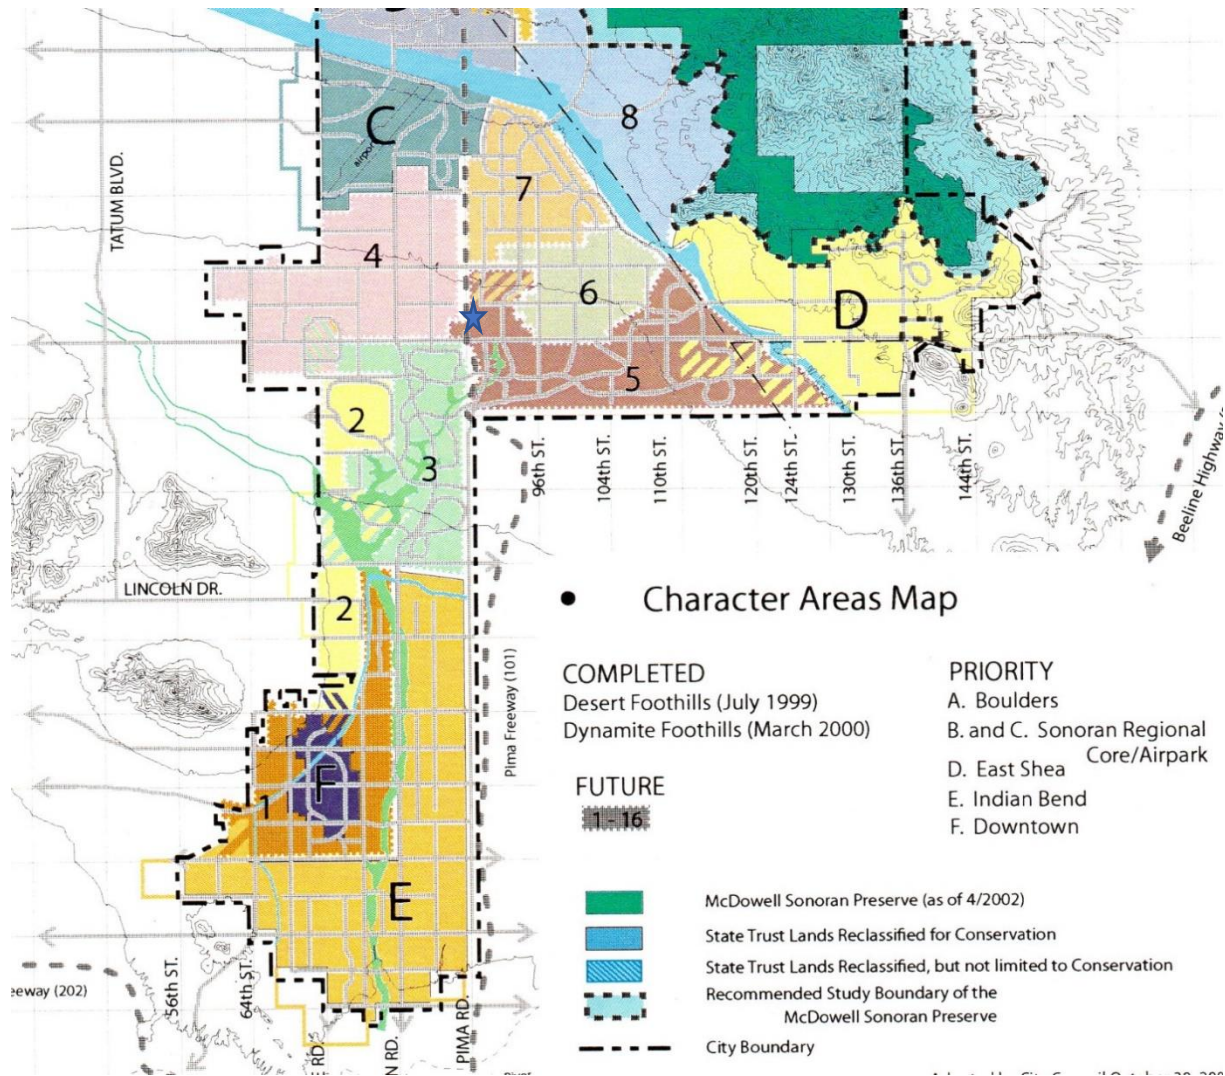 C
airpo
8
7
TATUM BLVD.
4
6
D
5
2
3
96th ST.
104th ST.
110th ST.
120th ST.
124th ST.
130th ST.
136th ST.
144th ST.
Beeline Highway
LINCOLN DR.
2
Pima Freeway (101)
F
1
E
56th ST.
64th ST.
eeway (202)
RD.
N RD.
PIMA RD.
• Character Areas Map
COMPLETED
Desert Foothills (July 1999)
Dynamite Foothills (March 2000)
FUTURE
1 - 16
PRIORITY
A. Boulders
B. and C. Sonoran Regional
Core/Airpark
D. East Shea
E. Indian Bend
F. Downtown
McDowell Sonoran Preserve (as of 4/2002)
State Trust Lands Reclassified for Conservation
State Trust Lands Reclassified, but not limited to Conservation
Recommended Study Boundary of the
McDowell Sonoran Preserve
City Boundary